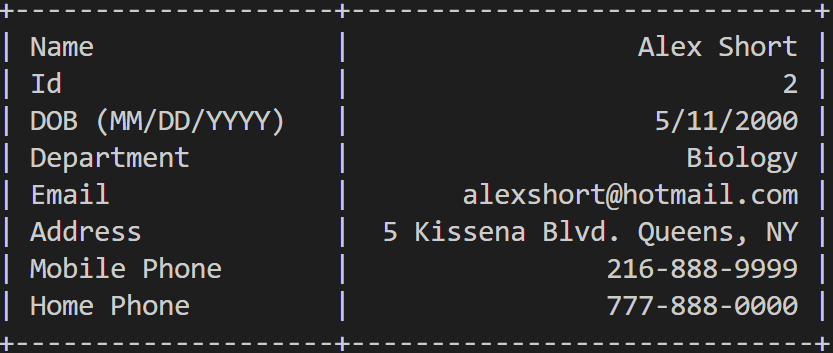 +--------------------+-----------------------------+
| Name               |                  Alex Short |
| Id                 |                           2 |
| DOB (MM/DD/YYYY)   |                   5/11/2000 |
| Department         |                     Biology |
| Email              |       alexshort@hotmail.com |
| Address            |  5 Kissena Blvd. Queens, NY |
| Mobile Phone       |                216-888-9999 |
| Home Phone         |                777-888-0000 |
+--------------------+-----------------------------+